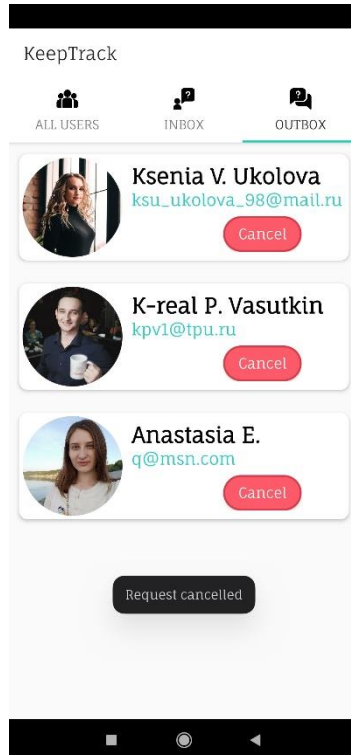 KeepTrack
ALL USERS INBOX OUTBOX
Ksenia V. Ukolova
ksu_ukolova_98@mail.ru
Cancel
K-real P. Vasutkin
kpv1@tpu.ru
Cancel
Anastasia E.
q@msn.com
Cancel
Request cancelled